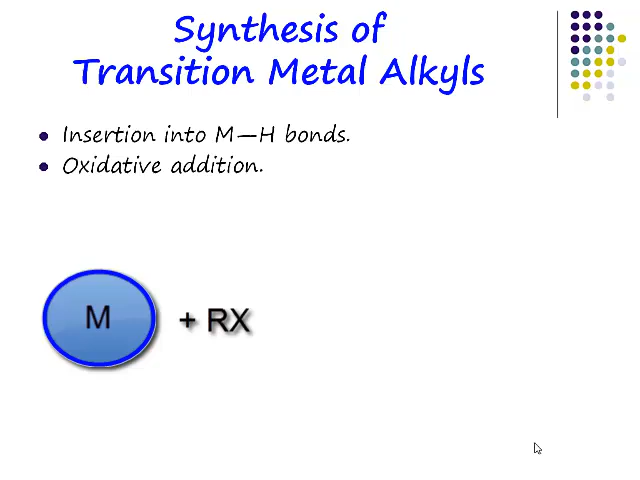 Synthesis of
Transition Metal Alkyls
Insertion into M—H bonds.
Oxidative addition.
M + RX